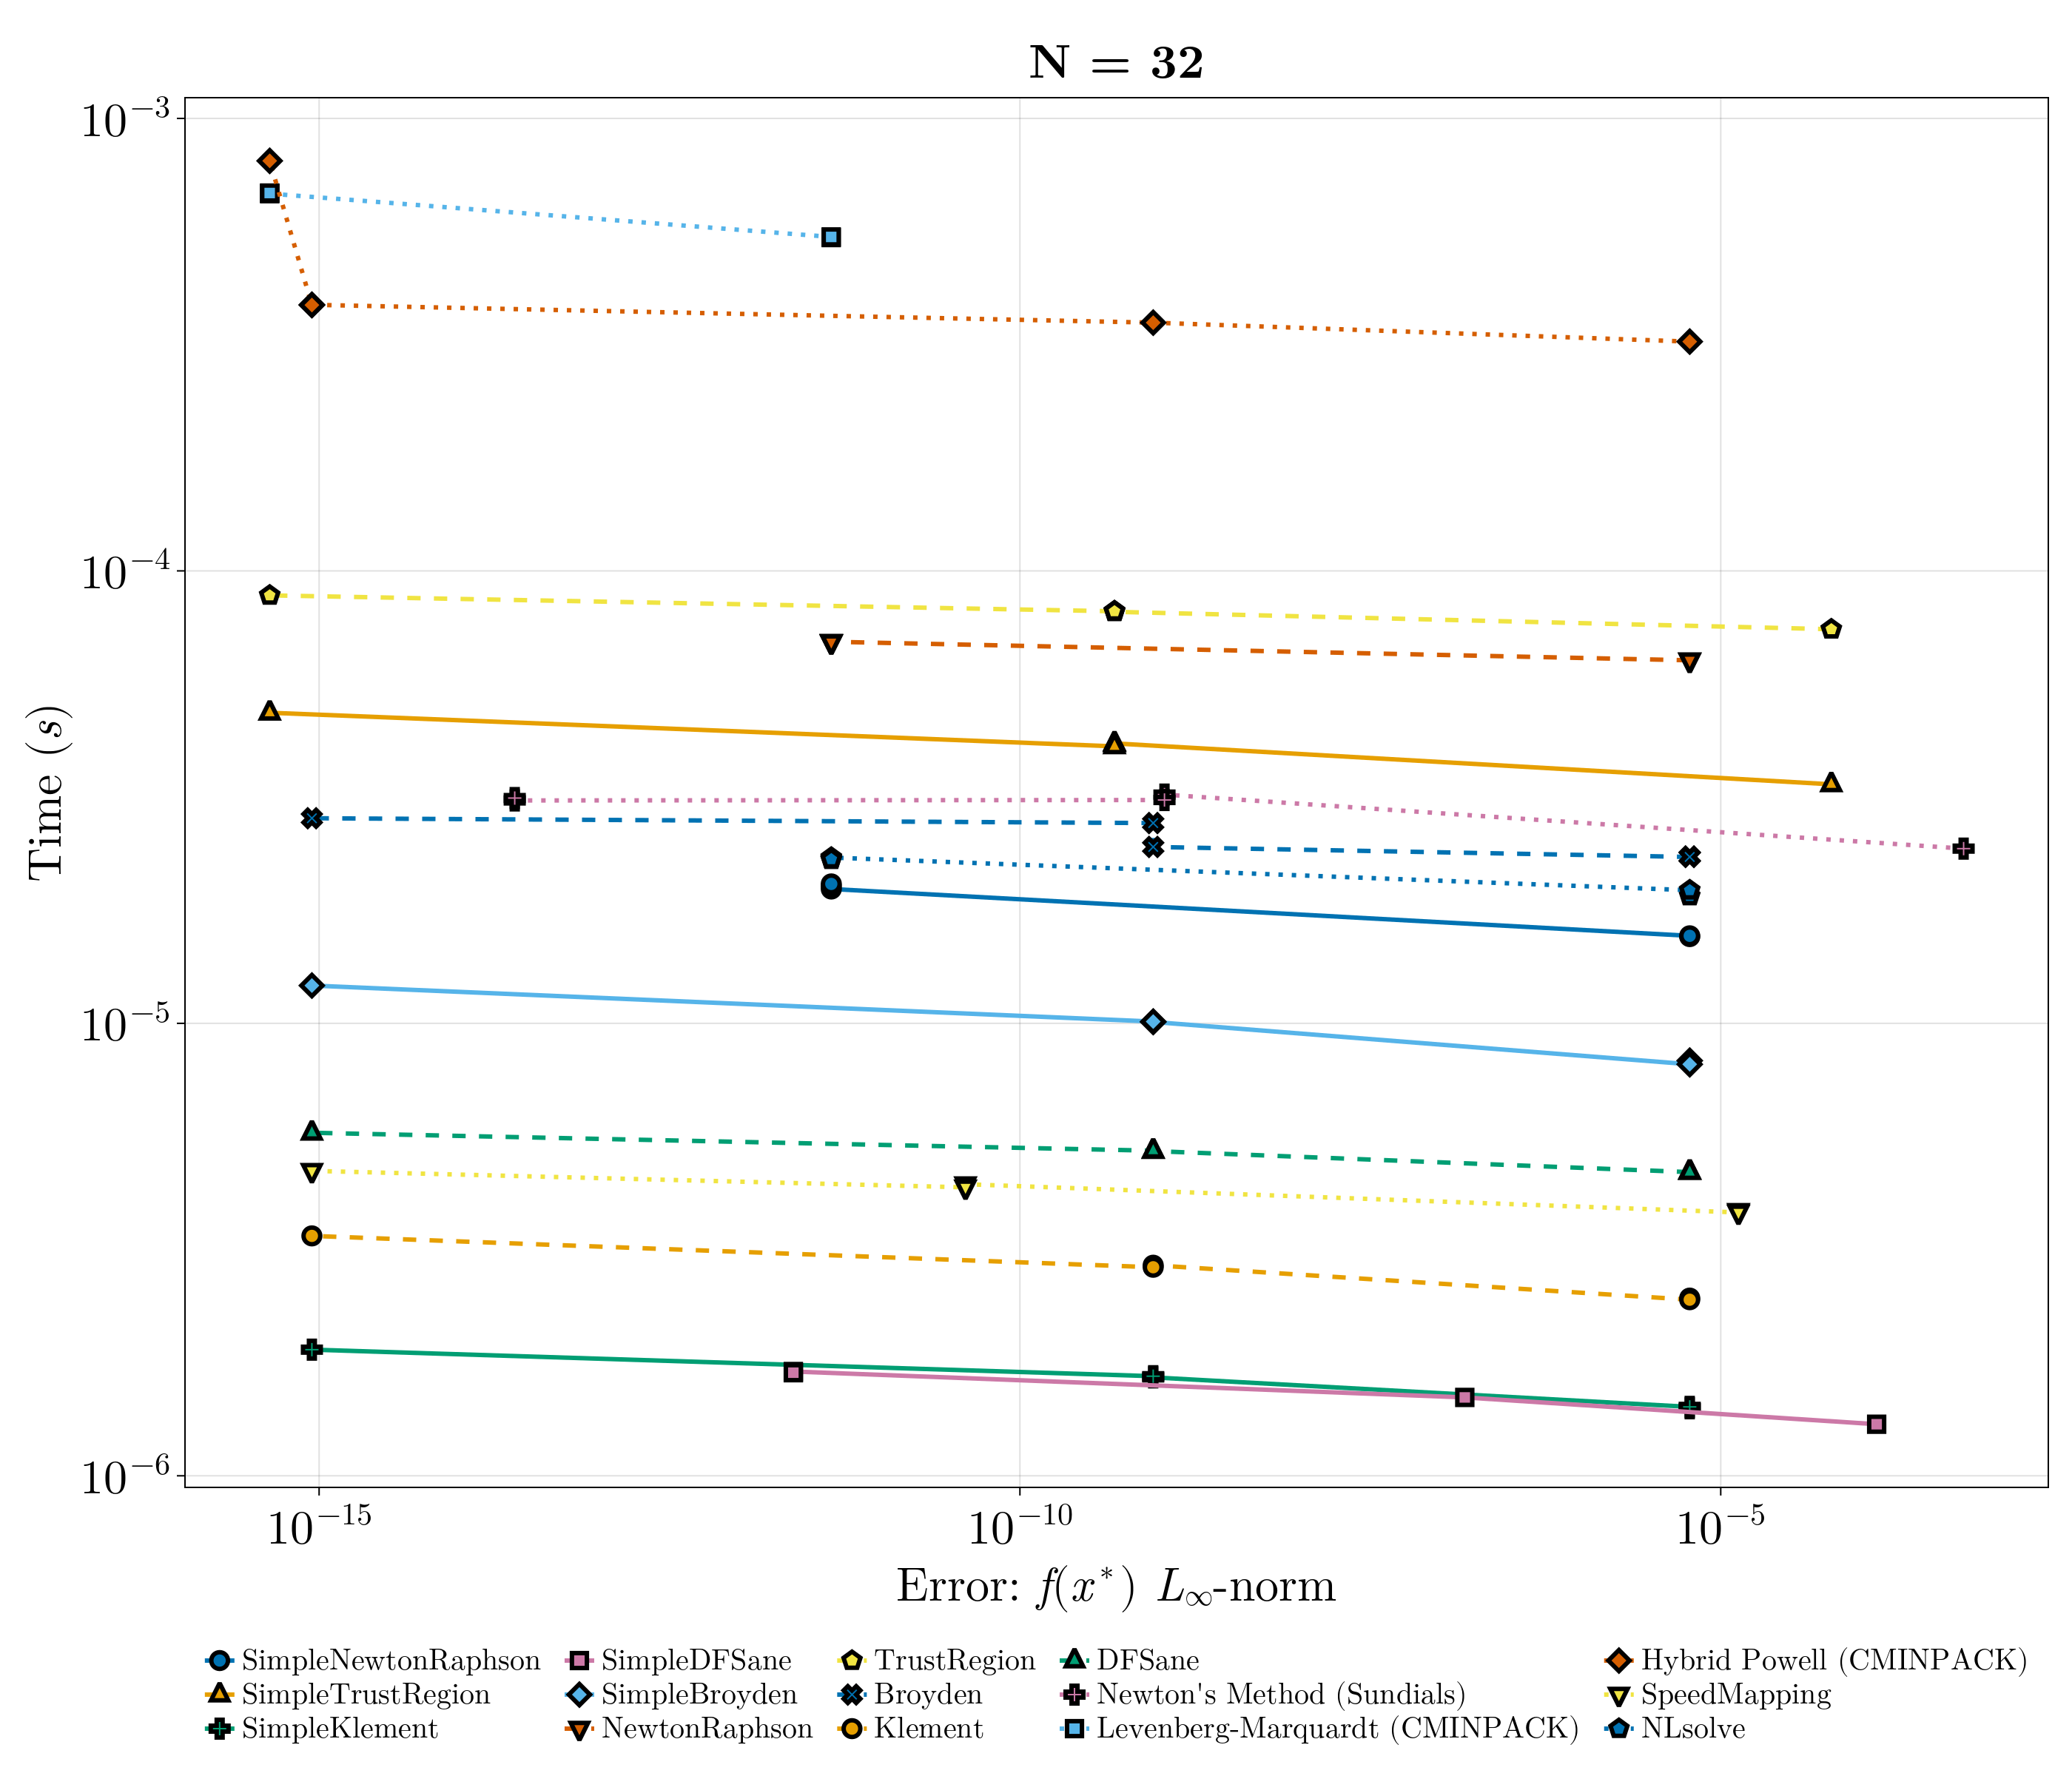 N = 32
10⁻³
10⁻⁴
10⁻⁵
10⁻⁶
Time (s)
10⁻¹⁵ 10⁻¹⁰ 10⁻⁵
Error: f(x*) L∞-norm
SimpleNewtonRaphson SimpleDFSane TrustRegion DFSane Hybrid Powell (CMINPACK)
SimpleTrustRegion SimpleBroyden Broyden Newton's Method (Sundials) SpeedMapping
SimpleKlement NewtonRaphson Klement Levenberg-Marquardt (CMINPACK) NLsolve